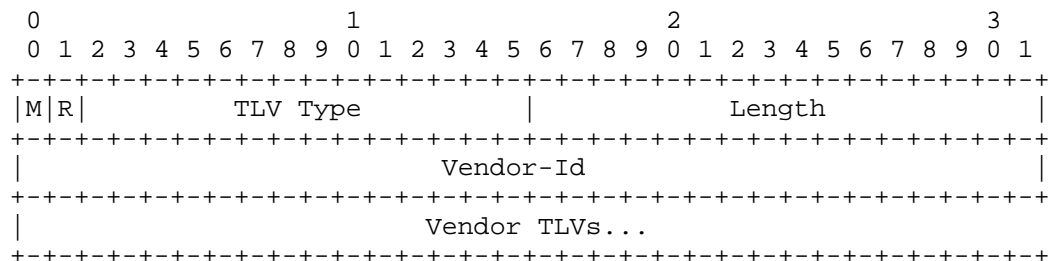 0                   1                   2                   3
 0 1 2 3 4 5 6 7 8 9 0 1 2 3 4 5 6 7 8 9 0 1 2 3 4 5 6 7 8 9 0 1
+-+-+-+-+-+-+-+-+-+-+-+-+-+-+-+-+-+-+-+-+-+-+-+-+-+-+-+-+-+-+-+-+
|M|R|         TLV Type          |            Length             |
+-+-+-+-+-+-+-+-+-+-+-+-+-+-+-+-+-+-+-+-+-+-+-+-+-+-+-+-+-+-+-+-+
|                          Vendor-Id                            |
+-+-+-+-+-+-+-+-+-+-+-+-+-+-+-+-+-+-+-+-+-+-+-+-+-+-+-+-+-+-+-+-+
|                         Vendor TLVs...
+-+-+-+-+-+-+-+-+-+-+-+-+-+-+-+-+-+-+-+-+-+-+-+-+-+-+-+-+-+-+-+-+